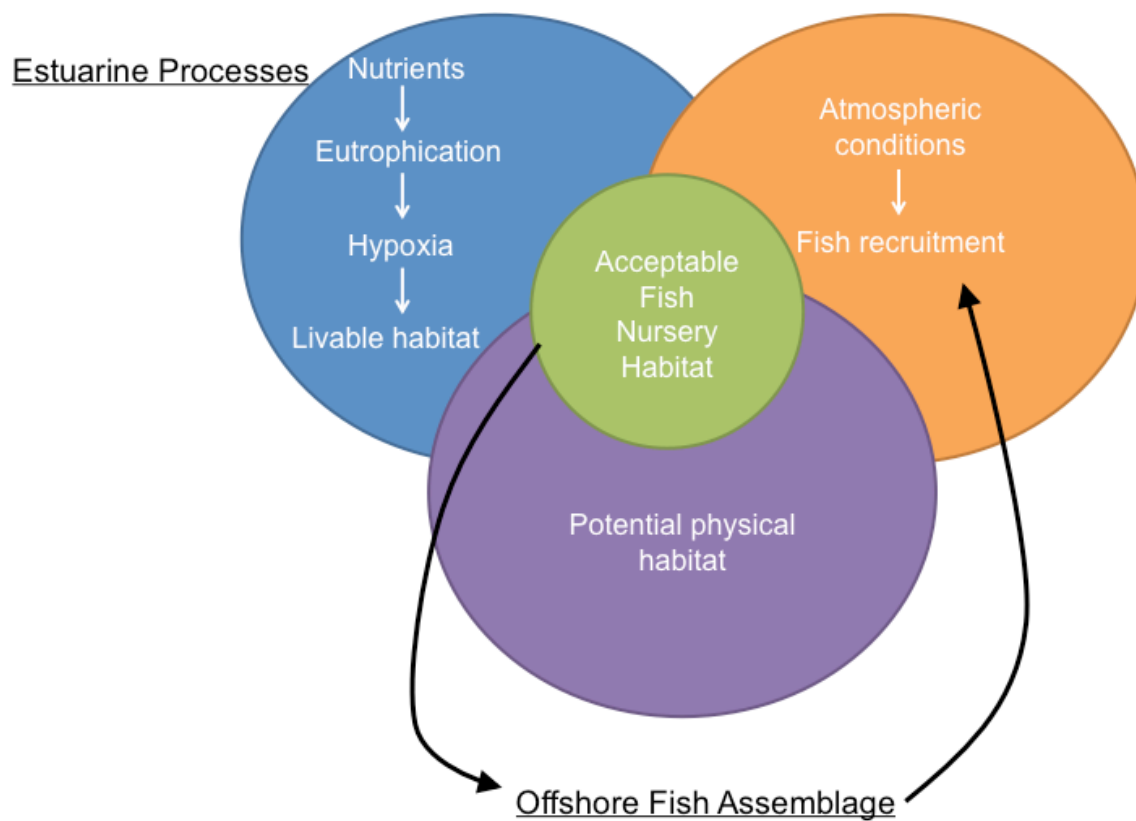 Estuarine Processes
Nutrients
Eutrophication
Hypoxia
Livable habitat
Atmospheric
conditions
Fish recruitment
Acceptable
Fish
Nursery
Habitat
Potential physical
habitat
Offshore Fish Assemblage